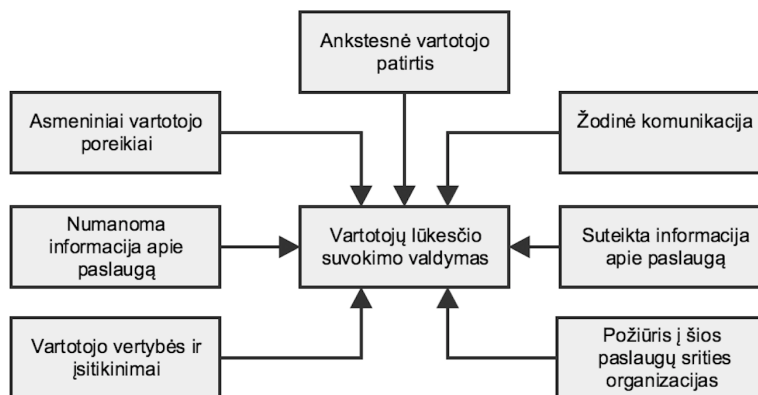 Ankstesnė vartotojo
patirtis
Asmeniniai vartotojo
poreikiai
Žodinė komunikacija
Numanoma
informacija apie
paslaugą
Vartotojų lūkesčio
suvokimo valdymas
Suteikta informacija
apie paslaugą
Vartotojo vertybės ir
įsitikinimai
Požiūris į šios
paslaugų srities
organizacijas